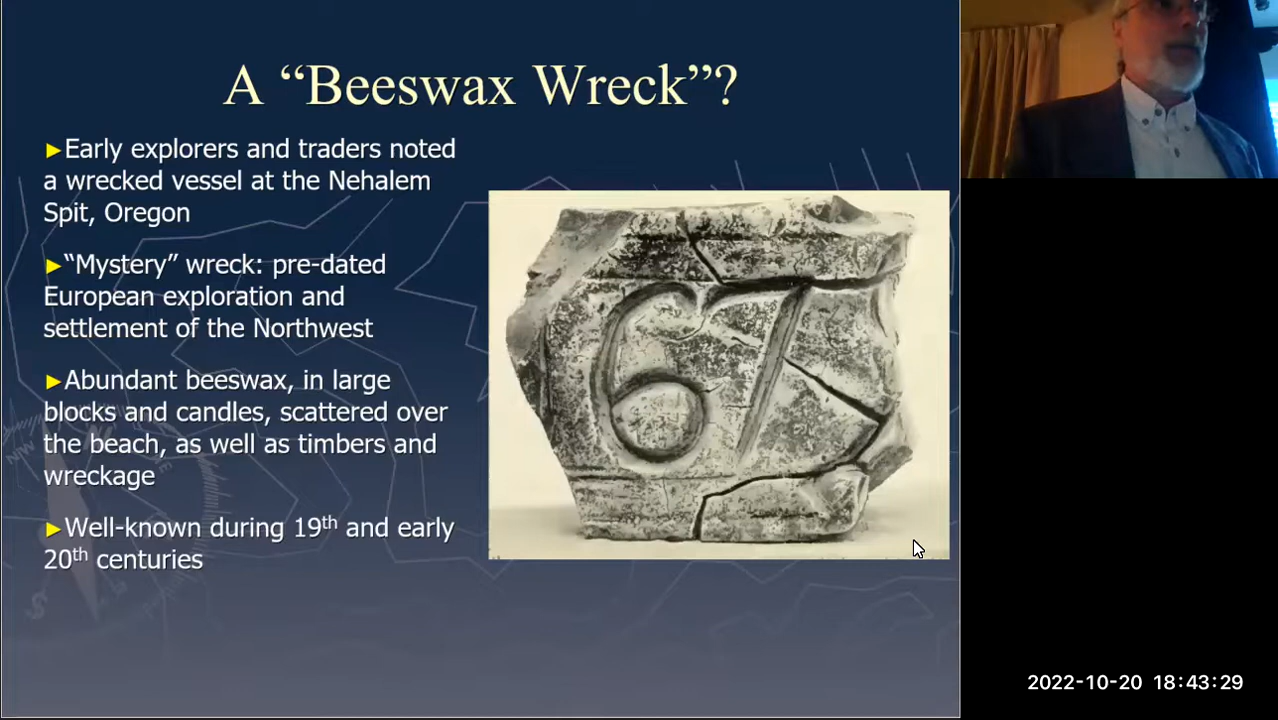 A “Beeswax Wreck”?
►Early explorers and traders noted
a wrecked vessel at the Nehalem
Spit, Oregon
►“Mystery” wreck: pre-dated
European exploration and
settlement of the Northwest
►Abundant beeswax, in large
blocks and candles, scattered over
the beach, as well as timbers and
wreckage
►Well-known during 19th and early
20th centuries
67
NW
S
2022-10-20 18:43:29